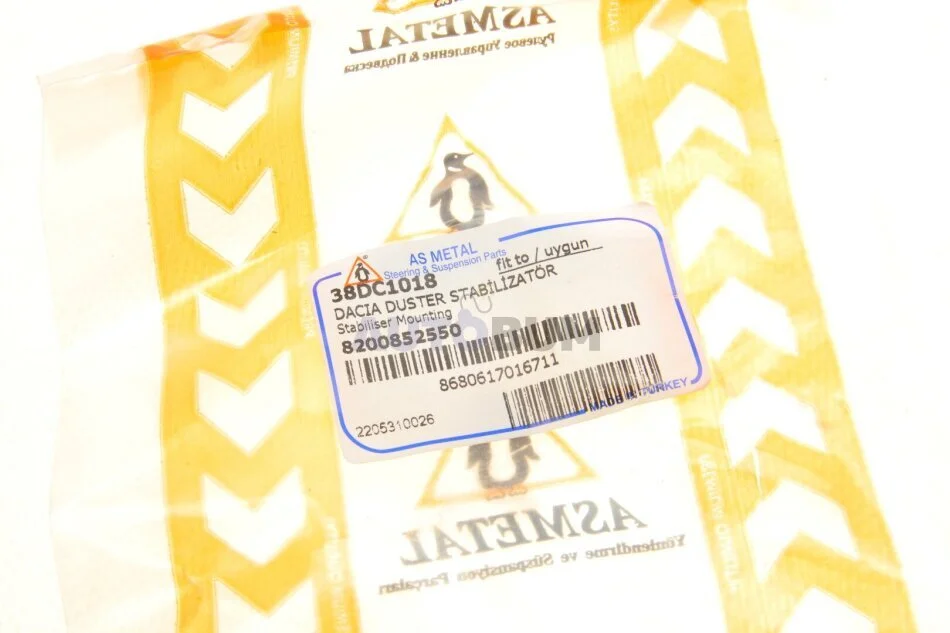 ASMETAL
Рулевое Управление & Подвеска
AS METAL
Steering & Suspension Parts
fit to / uygun
38DC1018
DACIA DUSTER STABİLİZATÖR
Stabiliser Mounting
8200852550
AUTOBUM
8680617016711
MADE in TURKEY
2205310026
ASMETAL
Yönlendirme ve Süspansiyon Parçaları